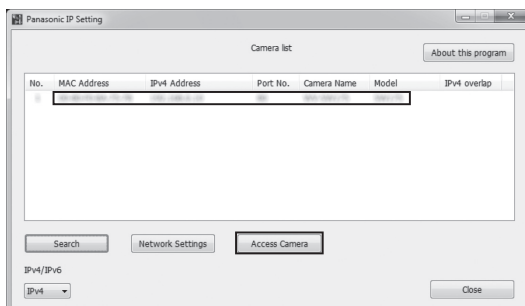 Panasonic IP Setting
Camera list
About this program
No. MAC Address IPv4 Address Port No. Camera Name Model IPv4 overlap
Search Network Settings Access Camera
IPv4/IPv6
IPv4
Close